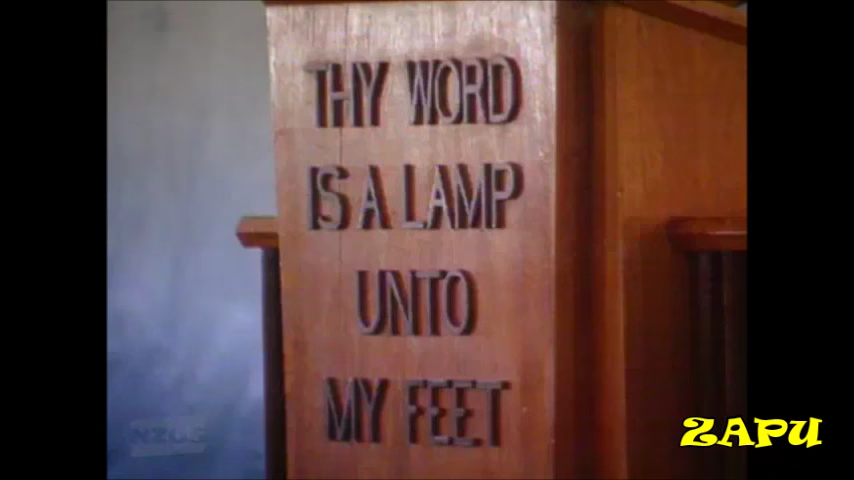 THY WORD
IS A LAMP
UNTO
MY FEET
ZAPU